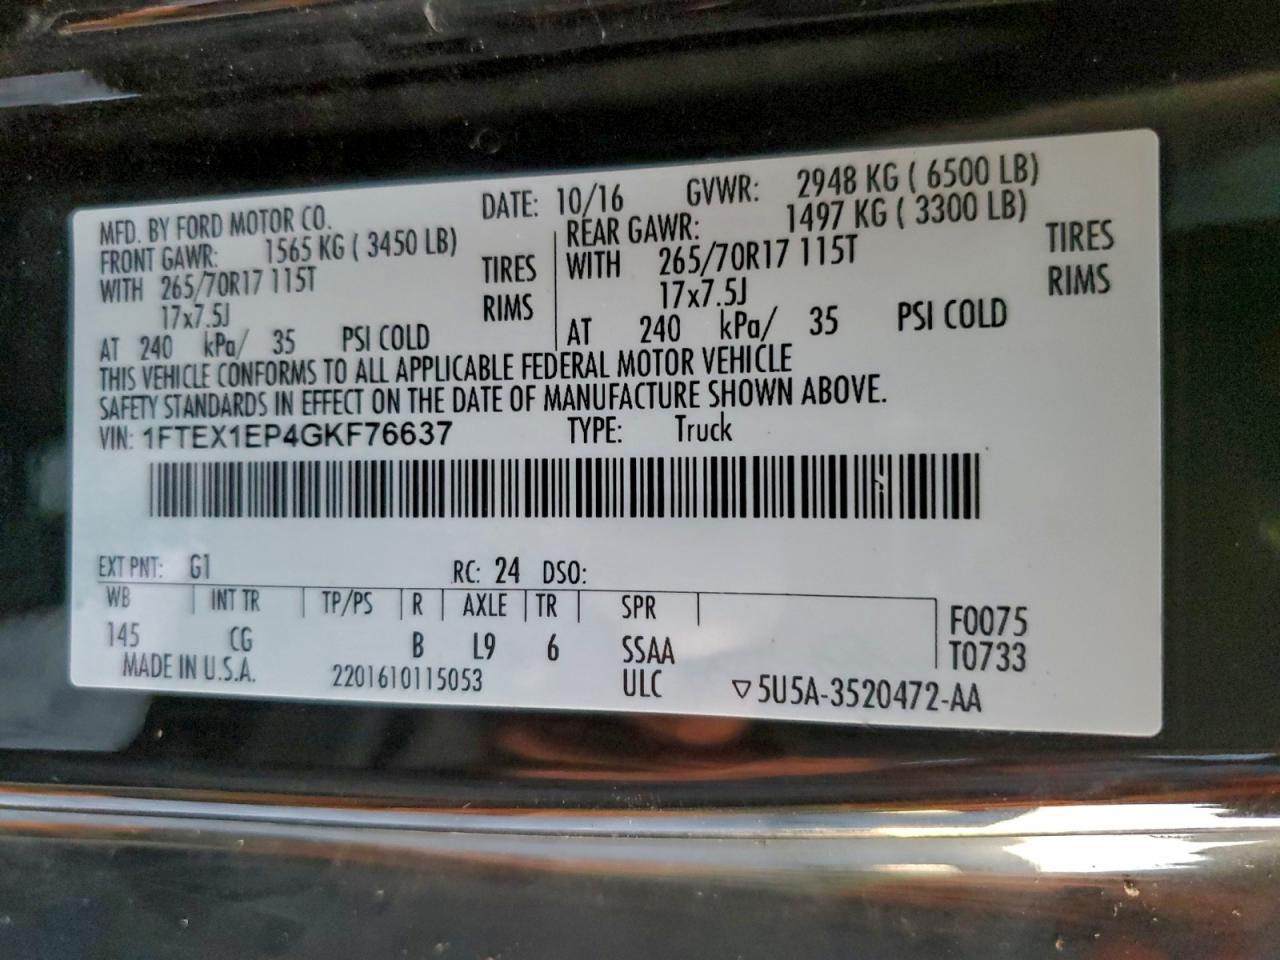 MFD. BY FORD MOTOR CO. DATE: 10/16 GVWR: 2948 KG ( 6500 LB)
FRONT GAWR: 1565 KG ( 3450 LB) REAR GAWR: 1497 KG ( 3300 LB)
WITH 265/70R17 115T TIRES WITH 265/70R17 115T TIRES
17x7.5J RIMS 17x7.5J RIMS
AT 240 kPa/ 35 PSI COLD AT 240 kPa/ 35 PSI COLD
THIS VEHICLE CONFORMS TO ALL APPLICABLE FEDERAL MOTOR VEHICLE
SAFETY STANDARDS IN EFFECT ON THE DATE OF MANUFACTURE SHOWN ABOVE.
VIN: 1FTEX1EP4GKF76637 TYPE: Truck
EXT PNT: G1 RC: 24 DSO:
WB INT TR TP/PS R AXLE TR SPR F0075
145 CG B L9 6 SSAA T0733
MADE IN U.S.A. 2201610115053 ULC ▽5U5A-3520472-AA